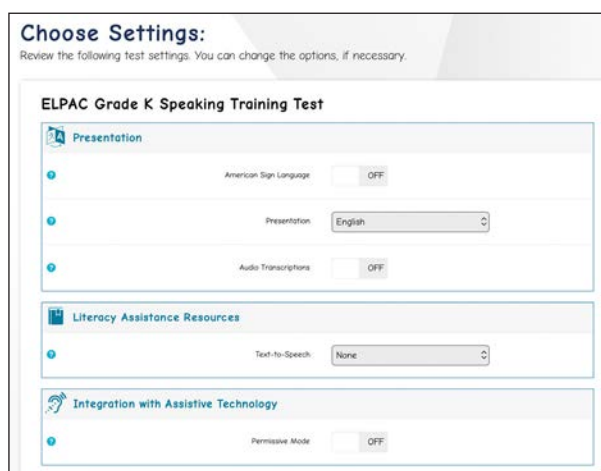 Choose Settings:
Review the following test settings. You can change the options, if necessary.
ELPAC Grade K Speaking Training Test
Presentation
American Sign Language OFF
Presentation English
Audio Transcriptions OFF
Literacy Assistance Resources
Text-to-Speech None
Integration with Assistive Technology
Permissive Mode OFF